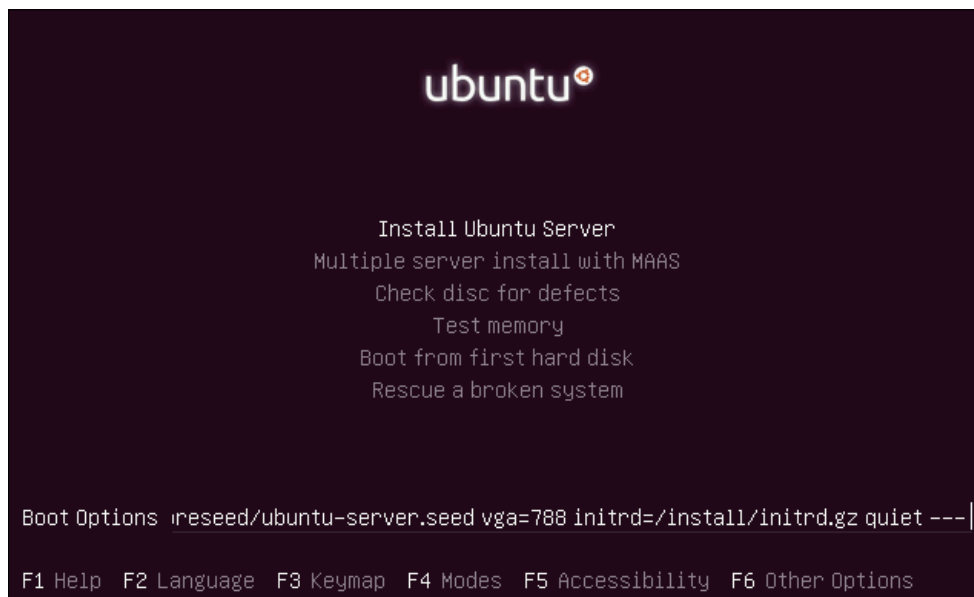 ubuntu
Install Ubuntu Server
Multiple server install with MAAS
Check disc for defects
Test memory
Boot from first hard disk
Rescue a broken system
Boot Options reseed/ubuntu-server.seed vga=788 initrd=/install/initrd.gz quiet ---
F1 Help F2 Language F3 Keymap F4 Modes F5 Accessibility F6 Other Options